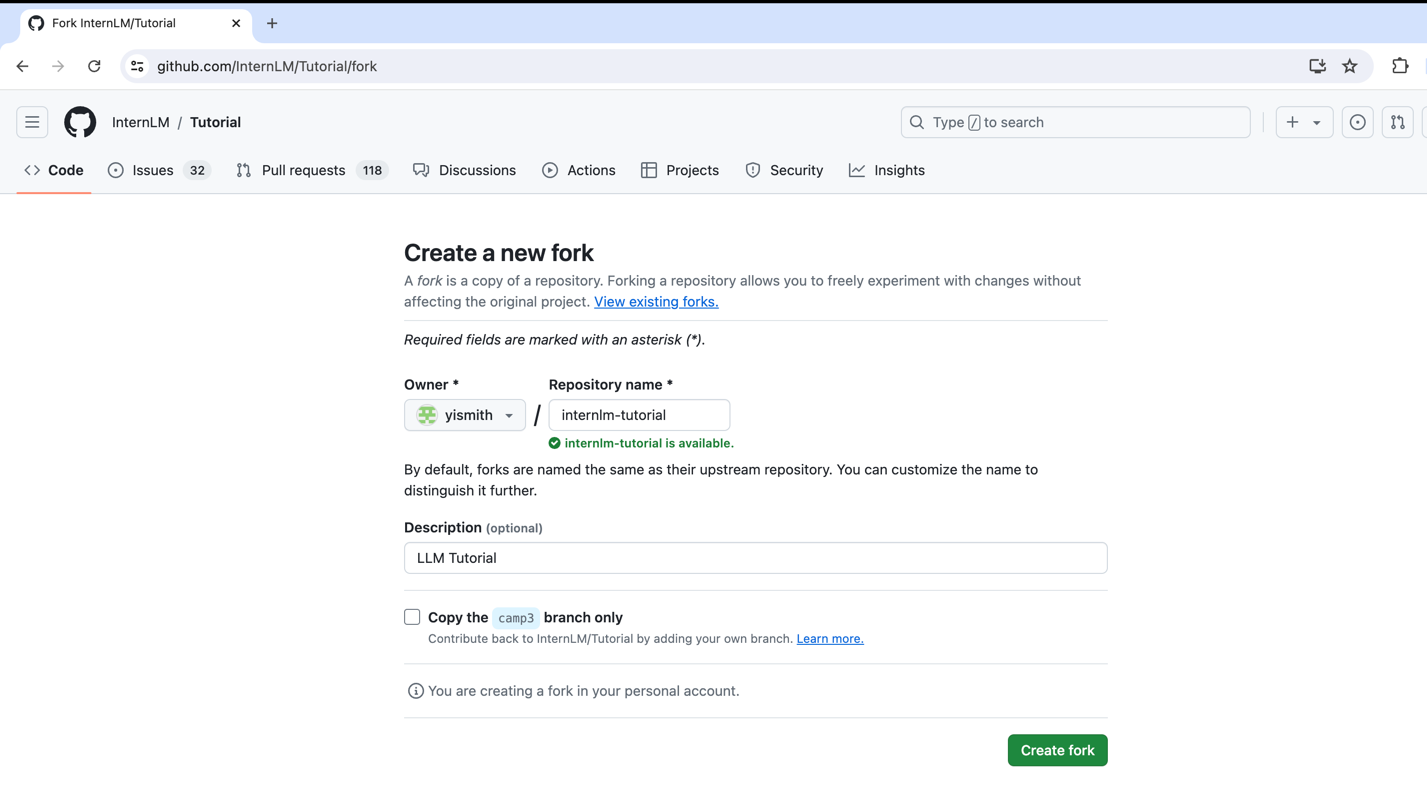 Fork InternLM/Tutorial
github.com/InternLM/Tutorial/fork
InternLM / Tutorial
Type / to search
Code Issues 32 Pull requests 118 Discussions Actions Projects Security Insights
Create a new fork
A fork is a copy of a repository. Forking a repository allows you to freely experiment with changes without
affecting the original project. View existing forks.
Required fields are marked with an asterisk (*).
Owner * Repository name *
yismith / internlm-tutorial
internlm-tutorial is available.
By default, forks are named the same as their upstream repository. You can customize the name to
distinguish it further.
Description (optional)
LLM Tutorial
Copy the camp3 branch only
Contribute back to InternLM/Tutorial by adding your own branch. Learn more.
You are creating a fork in your personal account.
Create fork